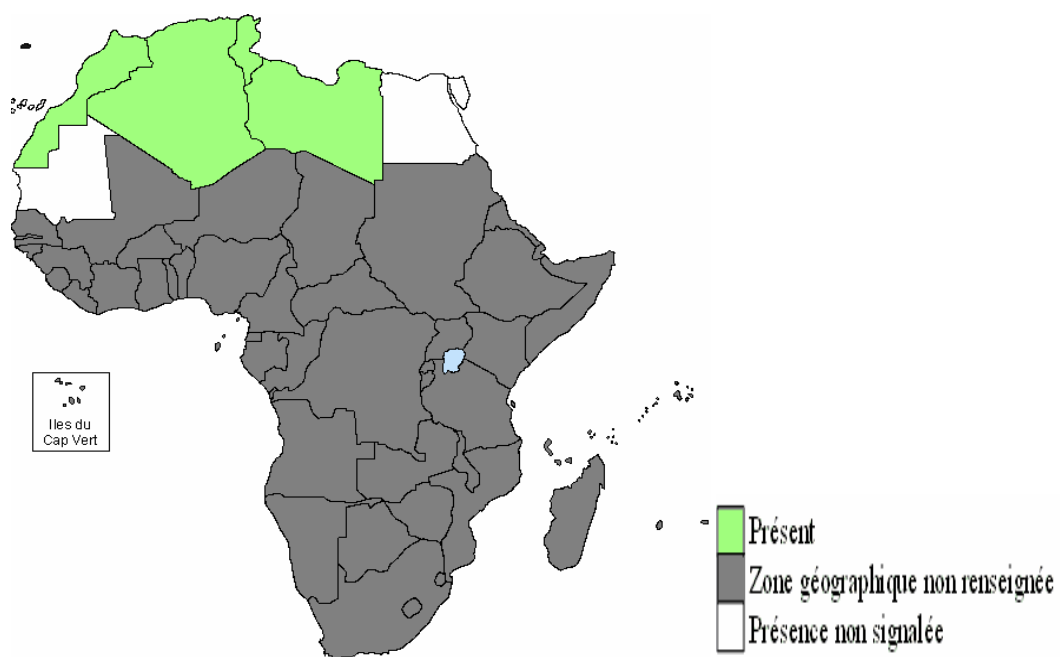 Iles du
Cap Vert
Présent
Zone géographique non renseignée
Présence non signalée